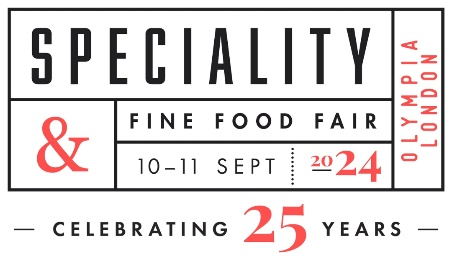 SPECIALITY
& FINE FOOD FAIR
10–11 SEPT 2024
OLYMPIA
LONDON
— CELEBRATING 25 YEARS —